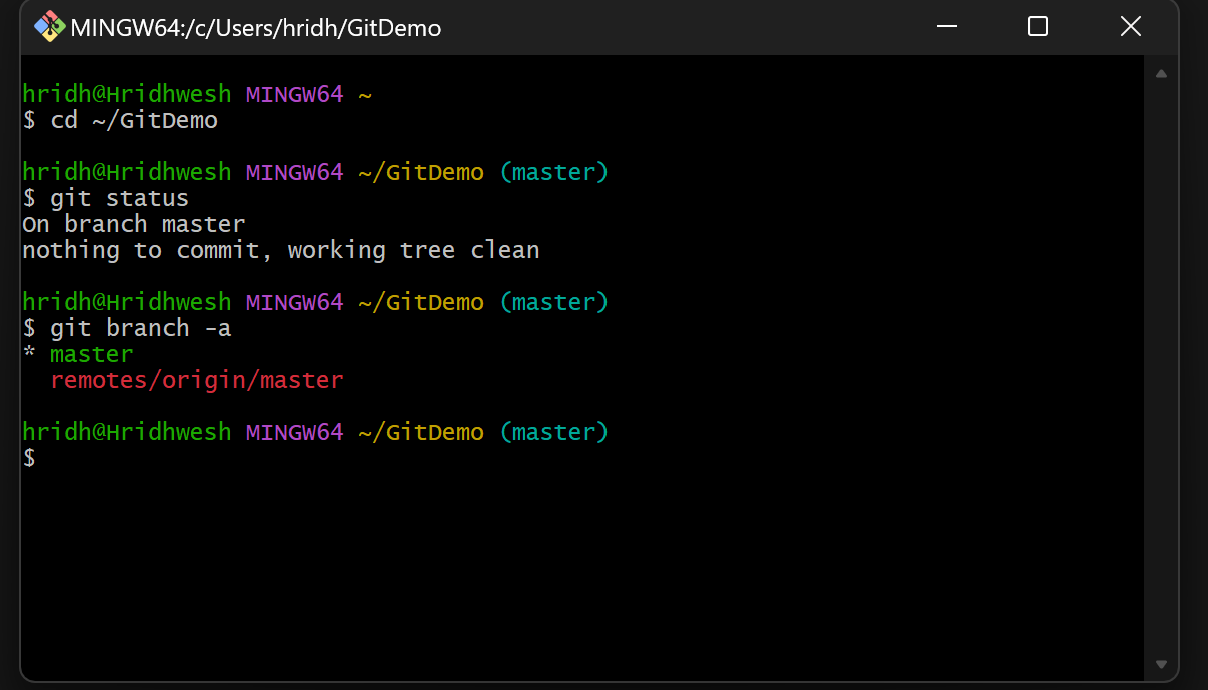 MINGW64:/c/Users/hridh/GitDemo
hridh@Hridhwesh MINGW64 ~
$ cd ~/GitDemo
hridh@Hridhwesh MINGW64 ~/GitDemo (master)
$ git status
On branch master
nothing to commit, working tree clean
hridh@Hridhwesh MINGW64 ~/GitDemo (master)
$ git branch -a
* master
  remotes/origin/master
hridh@Hridhwesh MINGW64 ~/GitDemo (master)
$